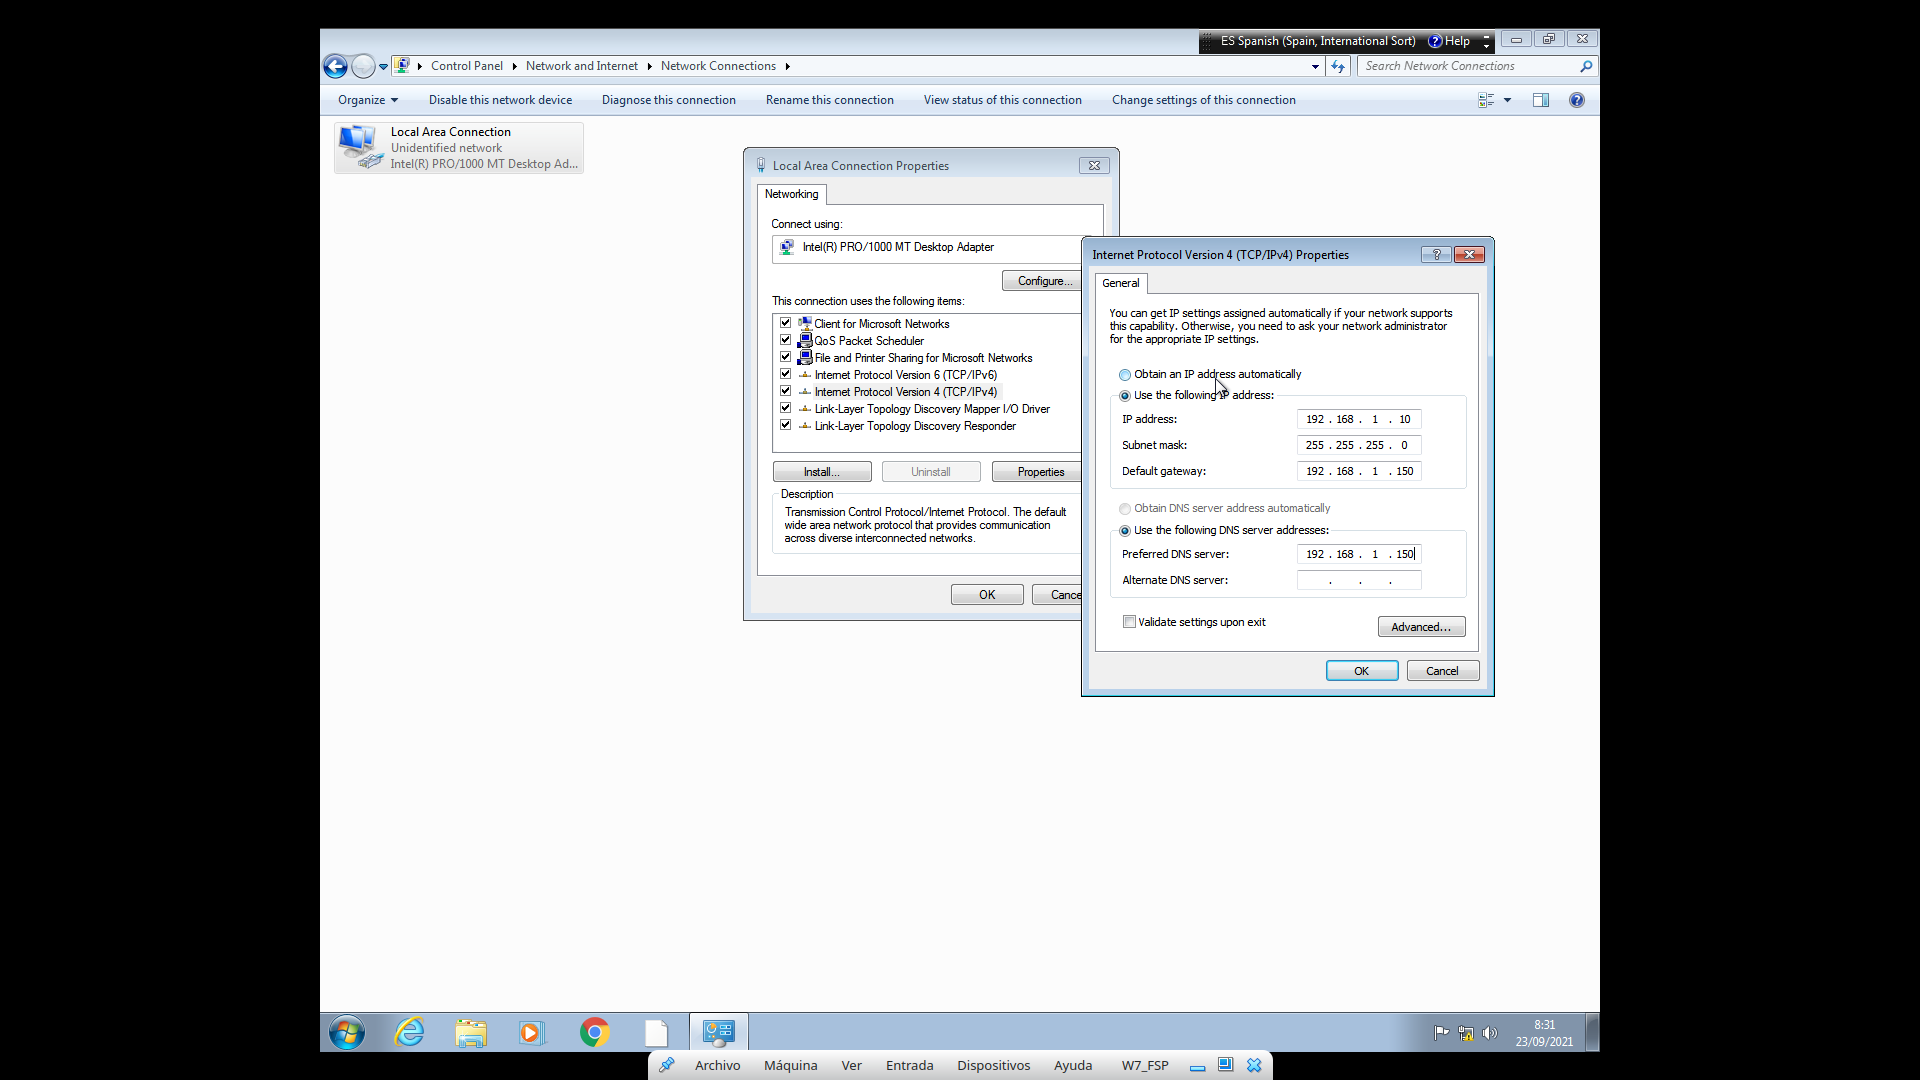 ES Spanish (Spain, International Sort) Help
Control Panel Network and Internet Network Connections
Search Network Connections
Organize Disable this network device Diagnose this connection Rename this connection View status of this connection Change settings of this connection
Local Area Connection
Unidentified network
Intel(R) PRO/1000 MT Desktop Ad...
Local Area Connection Properties
Networking
Connect using:
Intel(R) PRO/1000 MT Desktop Adapter
Configure...
This connection uses the following items:
Client for Microsoft Networks
QoS Packet Scheduler
File and Printer Sharing for Microsoft Networks
Internet Protocol Version 6 (TCP/IPv6)
Internet Protocol Version 4 (TCP/IPv4)
Link-Layer Topology Discovery Mapper I/O Driver
Link-Layer Topology Discovery Responder
Install... Uninstall Properties
Description
Transmission Control Protocol/Internet Protocol. The default
wide area network protocol that provides communication
across diverse interconnected networks.
OK Cance
Internet Protocol Version 4 (TCP/IPv4) Properties
General
You can get IP settings assigned automatically if your network supports
this capability. Otherwise, you need to ask your network administrator
for the appropriate IP settings.
Obtain an IP address automatically
Use the following IP address:
IP address: 192 . 168 . 1 . 10
Subnet mask: 255 . 255 . 255 . 0
Default gateway: 192 . 168 . 1 . 150
Obtain DNS server address automatically
Use the following DNS server addresses:
Preferred DNS server: 192 . 168 . 1 . 150
Alternate DNS server: . . .
Validate settings upon exit
Advanced...
OK Cancel
8:31
23/09/2021
Archivo Máquina Ver Entrada Dispositivos Ayuda W7_FSP